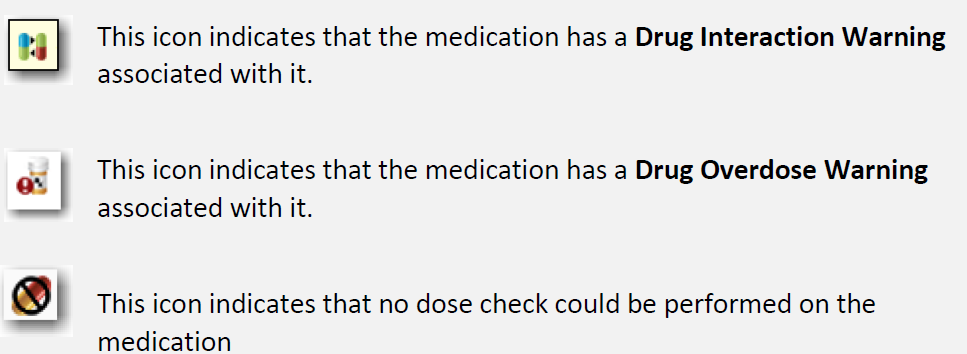 This icon indicates that the medication has a Drug Interaction Warning
associated with it.
This icon indicates that the medication has a Drug Overdose Warning
associated with it.
This icon indicates that no dose check could be performed on the
medication